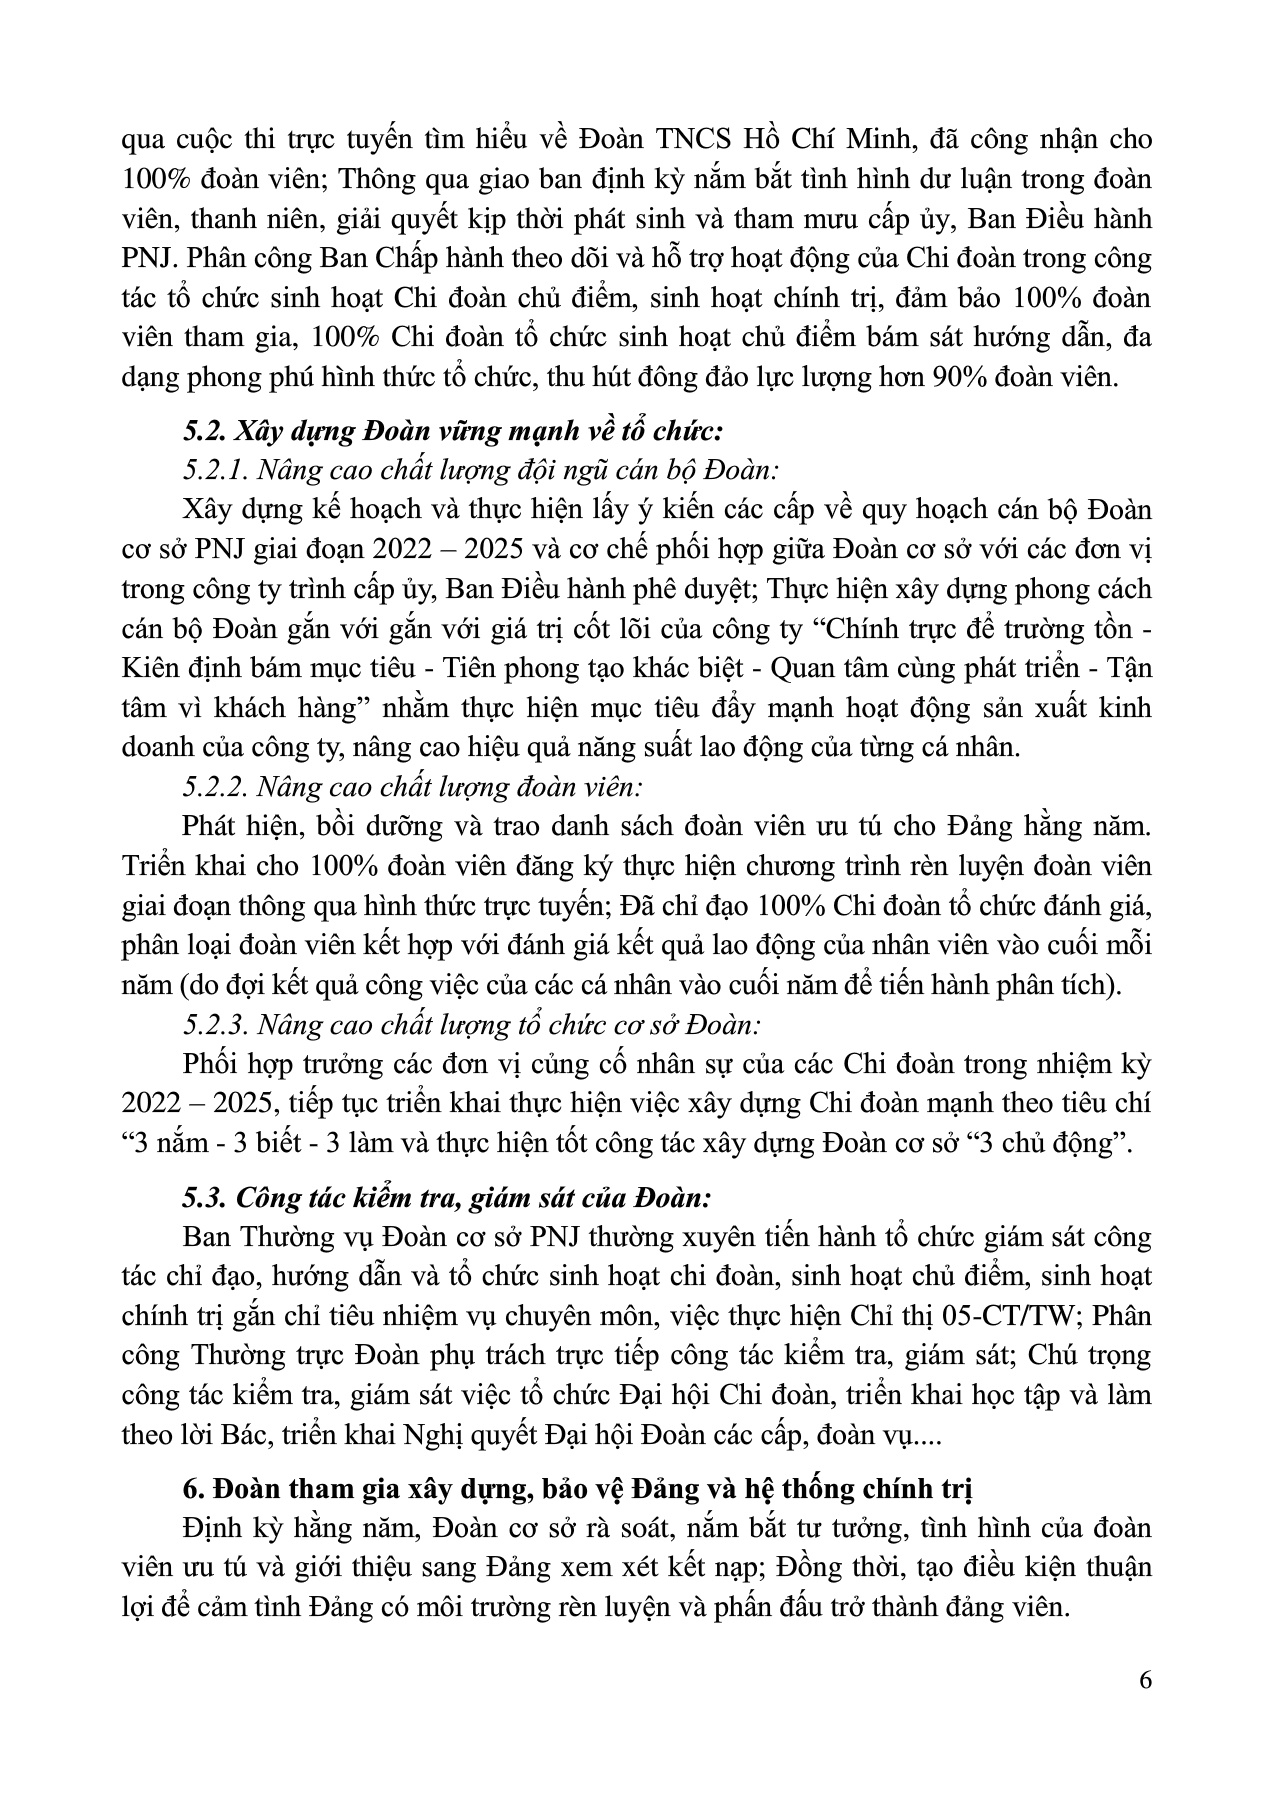 qua cuộc thi trực tuyến tìm hiểu về Đoàn TNCS Hồ Chí Minh, đã công nhận cho
100% đoàn viên; Thông qua giao ban định kỳ nắm bắt tình hình dư luận trong đoàn
viên, thanh niên, giải quyết kịp thời phát sinh và tham mưu cấp ủy, Ban Điều hành
PNJ. Phân công Ban Chấp hành theo dõi và hỗ trợ hoạt động của Chi đoàn trong công
tác tổ chức sinh hoạt Chi đoàn chủ điểm, sinh hoạt chính trị, đảm bảo 100% đoàn
viên tham gia, 100% Chi đoàn tổ chức sinh hoạt chủ điểm bám sát hướng dẫn, đa
dạng phong phú hình thức tổ chức, thu hút đông đảo lực lượng hơn 90% đoàn viên.
5.2. Xây dựng Đoàn vững mạnh về tổ chức:
5.2.1. Nâng cao chất lượng đội ngũ cán bộ Đoàn:
Xây dựng kế hoạch và thực hiện lấy ý kiến các cấp về quy hoạch cán bộ Đoàn
cơ sở PNJ giai đoạn 2022 – 2025 và cơ chế phối hợp giữa Đoàn cơ sở với các đơn vị
trong công ty trình cấp ủy, Ban Điều hành phê duyệt; Thực hiện xây dựng phong cách
cán bộ Đoàn gắn với gắn với giá trị cốt lõi của công ty “Chính trực để trường tồn -
Kiên định bám mục tiêu - Tiên phong tạo khác biệt - Quan tâm cùng phát triển - Tận
tâm vì khách hàng” nhằm thực hiện mục tiêu đẩy mạnh hoạt động sản xuất kinh
doanh của công ty, nâng cao hiệu quả năng suất lao động của từng cá nhân.
5.2.2. Nâng cao chất lượng đoàn viên:
Phát hiện, bồi dưỡng và trao danh sách đoàn viên ưu tú cho Đảng hằng năm.
Triển khai cho 100% đoàn viên đăng ký thực hiện chương trình rèn luyện đoàn viên
giai đoạn thông qua hình thức trực tuyến; Đã chỉ đạo 100% Chi đoàn tổ chức đánh giá,
phân loại đoàn viên kết hợp với đánh giá kết quả lao động của nhân viên vào cuối mỗi
năm (do đợi kết quả công việc của các cá nhân vào cuối năm để tiến hành phân tích).
5.2.3. Nâng cao chất lượng tổ chức cơ sở Đoàn:
Phối hợp trưởng các đơn vị củng cố nhân sự của các Chi đoàn trong nhiệm kỳ
2022 – 2025, tiếp tục triển khai thực hiện việc xây dựng Chi đoàn mạnh theo tiêu chí
“3 nắm - 3 biết - 3 làm và thực hiện tốt công tác xây dựng Đoàn cơ sở “3 chủ động”.
5.3. Công tác kiểm tra, giám sát của Đoàn:
Ban Thường vụ Đoàn cơ sở PNJ thường xuyên tiến hành tổ chức giám sát công
tác chỉ đạo, hướng dẫn và tổ chức sinh hoạt chi đoàn, sinh hoạt chủ điểm, sinh hoạt
chính trị gắn chỉ tiêu nhiệm vụ chuyên môn, việc thực hiện Chỉ thị 05-CT/TW; Phân
công Thường trực Đoàn phụ trách trực tiếp công tác kiểm tra, giám sát; Chú trọng
công tác kiểm tra, giám sát việc tổ chức Đại hội Chi đoàn, triển khai học tập và làm
theo lời Bác, triển khai Nghị quyết Đại hội Đoàn các cấp, đoàn vụ....
6. Đoàn tham gia xây dựng, bảo vệ Đảng và hệ thống chính trị
Định kỳ hằng năm, Đoàn cơ sở rà soát, nắm bắt tư tưởng, tình hình của đoàn
viên ưu tú và giới thiệu sang Đảng xem xét kết nạp; Đồng thời, tạo điều kiện thuận
lợi để cảm tình Đảng có môi trường rèn luyện và phấn đấu trở thành đảng viên.
6